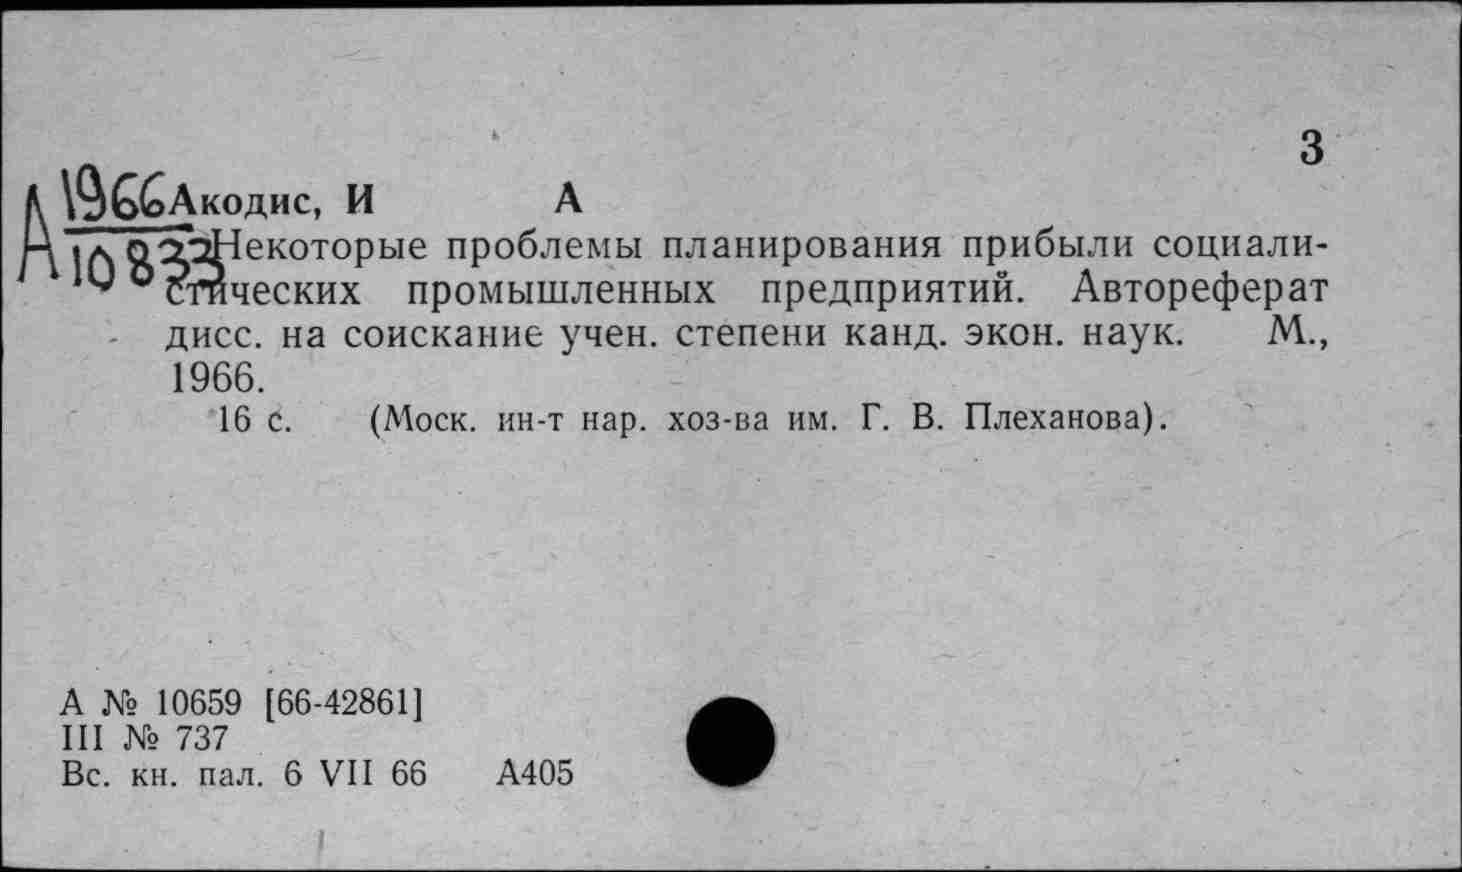 3
А 1966 Акодис, И А
А 10833 Некоторые проблемы планирования прибыли социали-
стических промышленных предприятий. Автореферат
дисс. на соискание учен. степени канд. экон. наук. М.,
1966.
16 с. (Моск. ин-т нар. хоз-ва им. Г. В. Плеханова).
А № 10659 [66-42861]
III № 737
Вс. кн. пал. 6 VII 66 А405